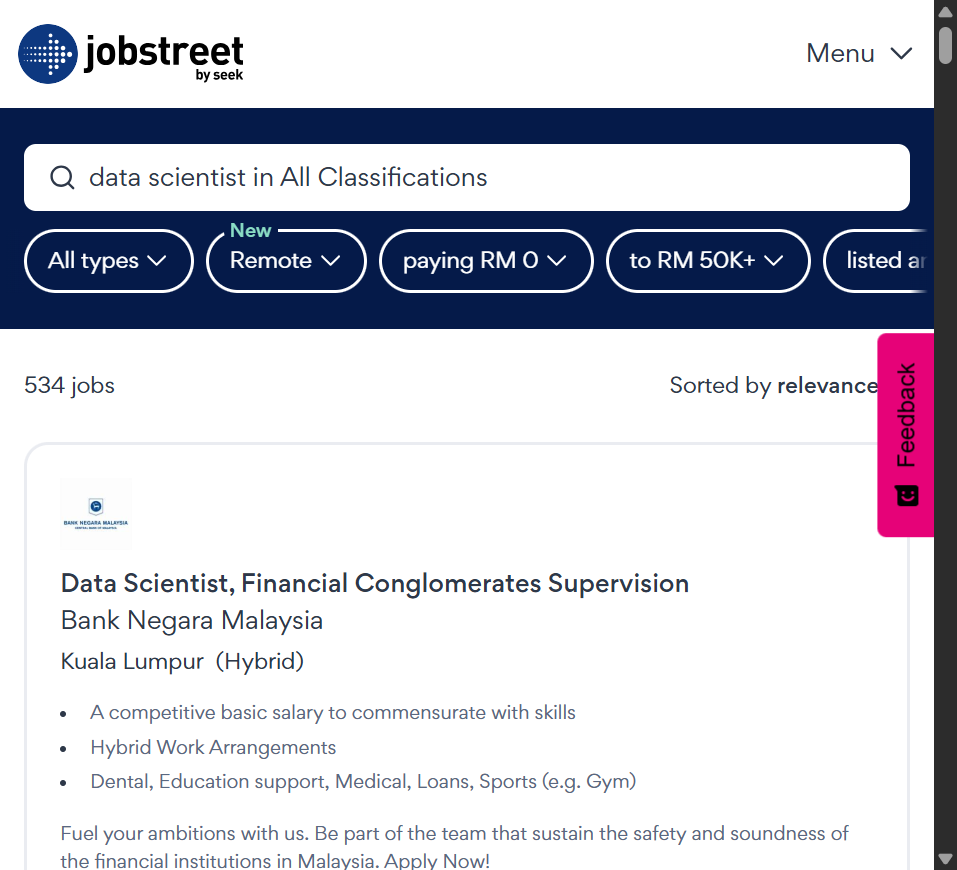 jobstreet
by seek
Menu
data scientist in All Classifications
New
All types
Remote
paying RM 0
to RM 50K+
listed
534 jobs
Sorted by relevance
Feedback
BANK NEGARA MALAYSIA
CENTRAL BANK OF MALAYSIA
Data Scientist, Financial Conglomerates Supervision
Bank Negara Malaysia
Kuala Lumpur (Hybrid)
• A competitive basic salary to commensurate with skills
• Hybrid Work Arrangements
• Dental, Education support, Medical, Loans, Sports (e.g. Gym)
Fuel your ambitions with us. Be part of the team that sustain the safety and soundness of
the financial institutions in Malaysia. Apply Now!